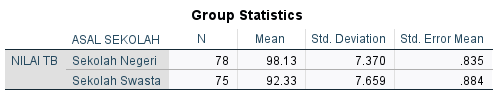 Group Statistics
ASAL SEKOLAH N Mean Std. Deviation Std. Error Mean
NILAI TB Sekolah Negeri 78 98.13 7.370 .835
Sekolah Swasta 75 92.33 7.659 .884